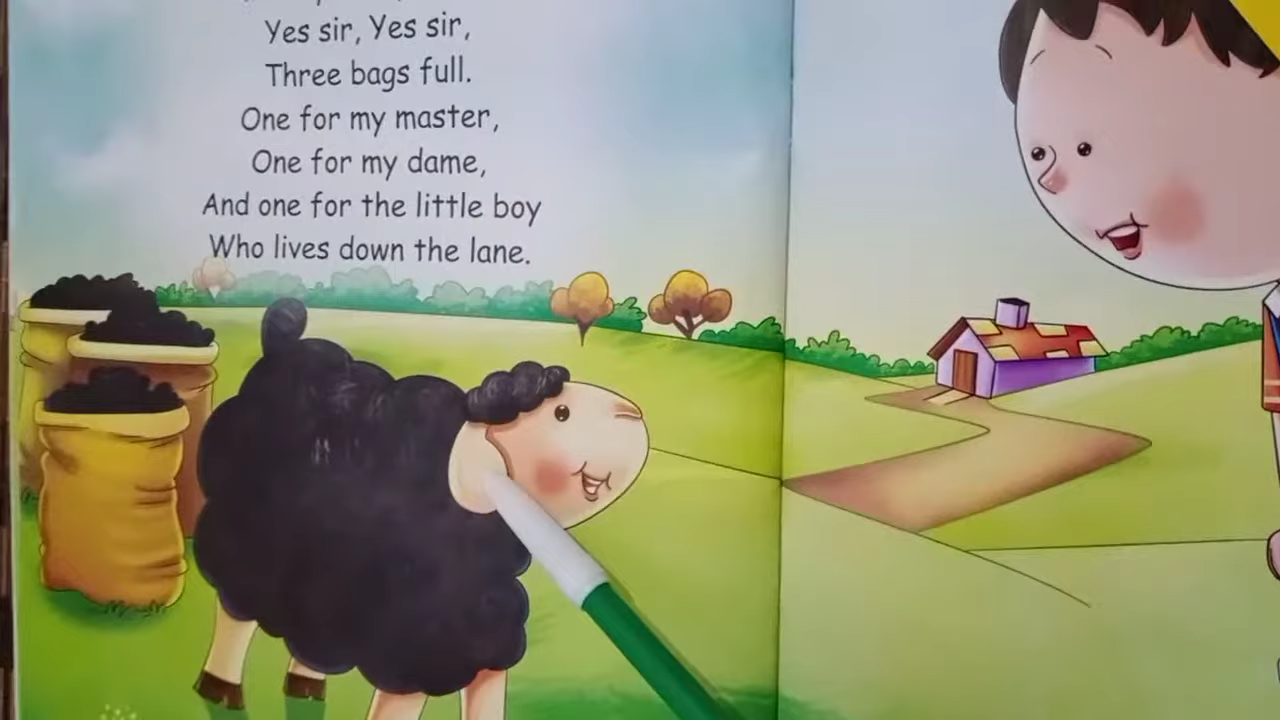 Yes sir, Yes sir,
Three bags full.
One for my master,
One for my dame,
And one for the little boy
Who lives down the lane.